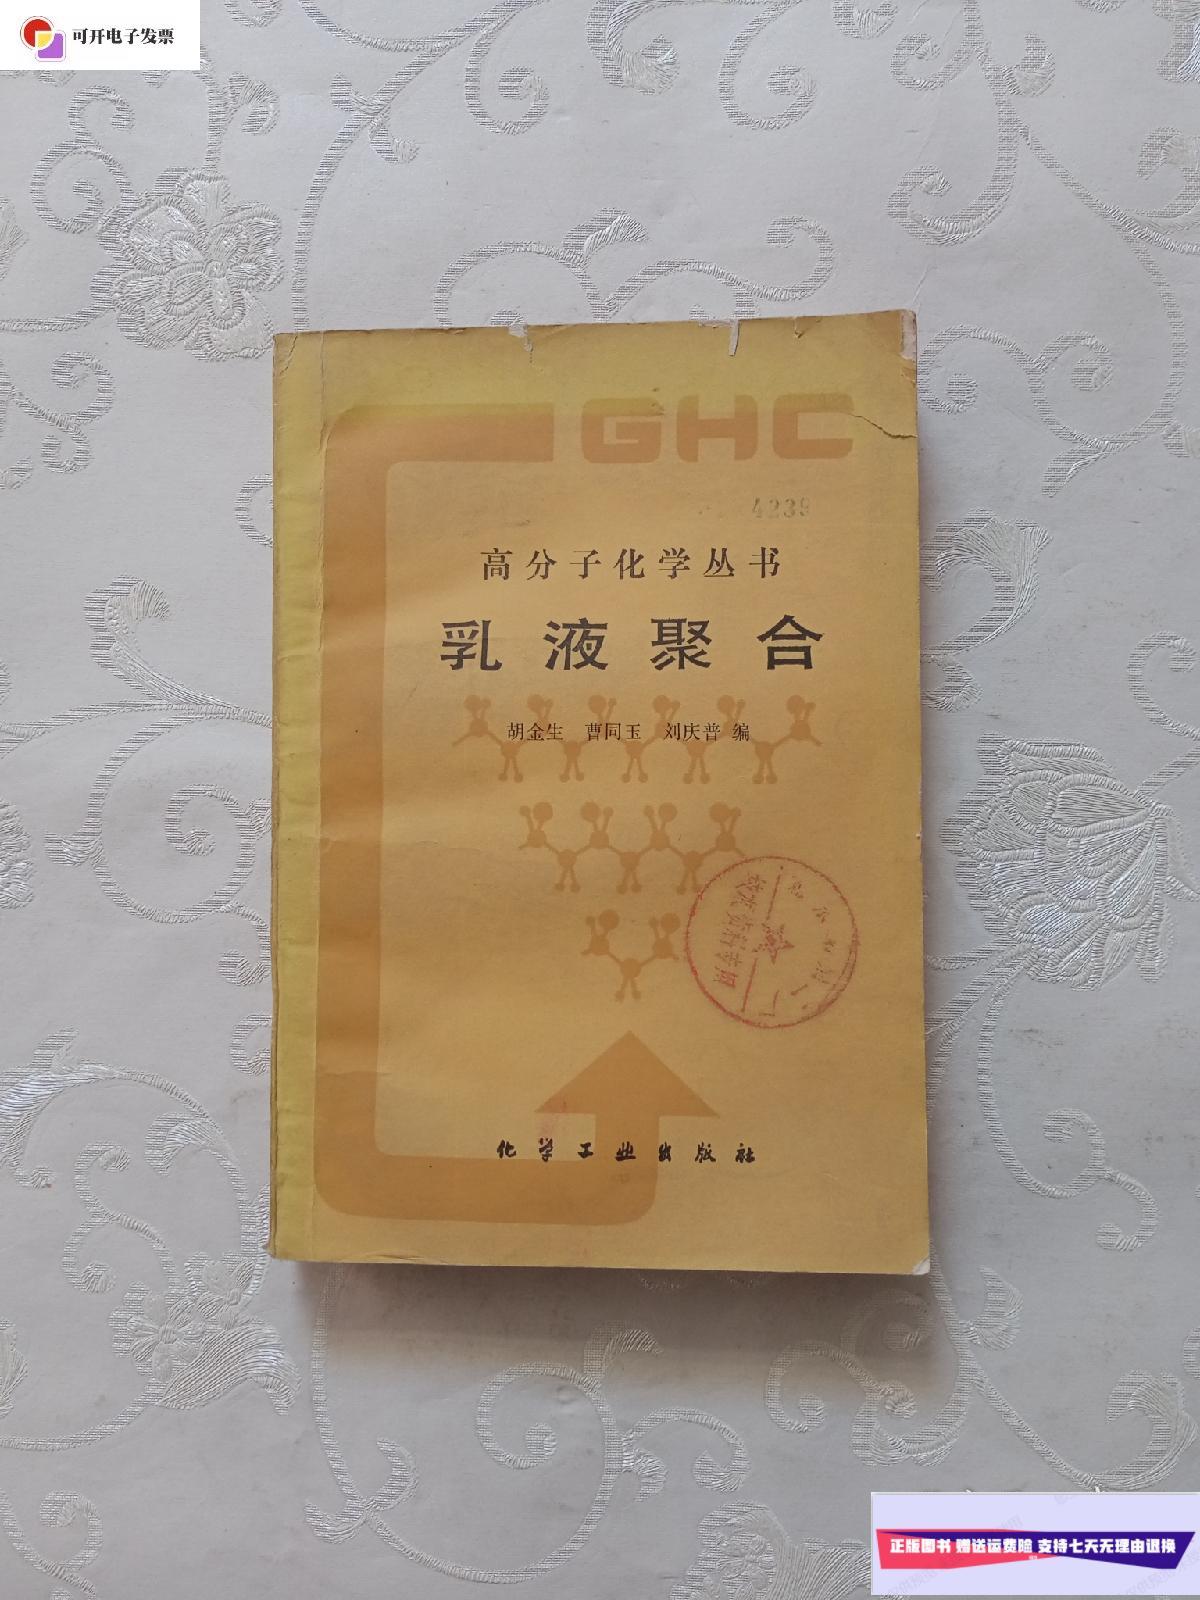 可开电子发票
GHC
4239
高分子化学丛书
乳液聚合
胡金生 曹同玉 刘庆普 编
化学工业出版社
正版图书 赠送运费险 支持七天无理由退换